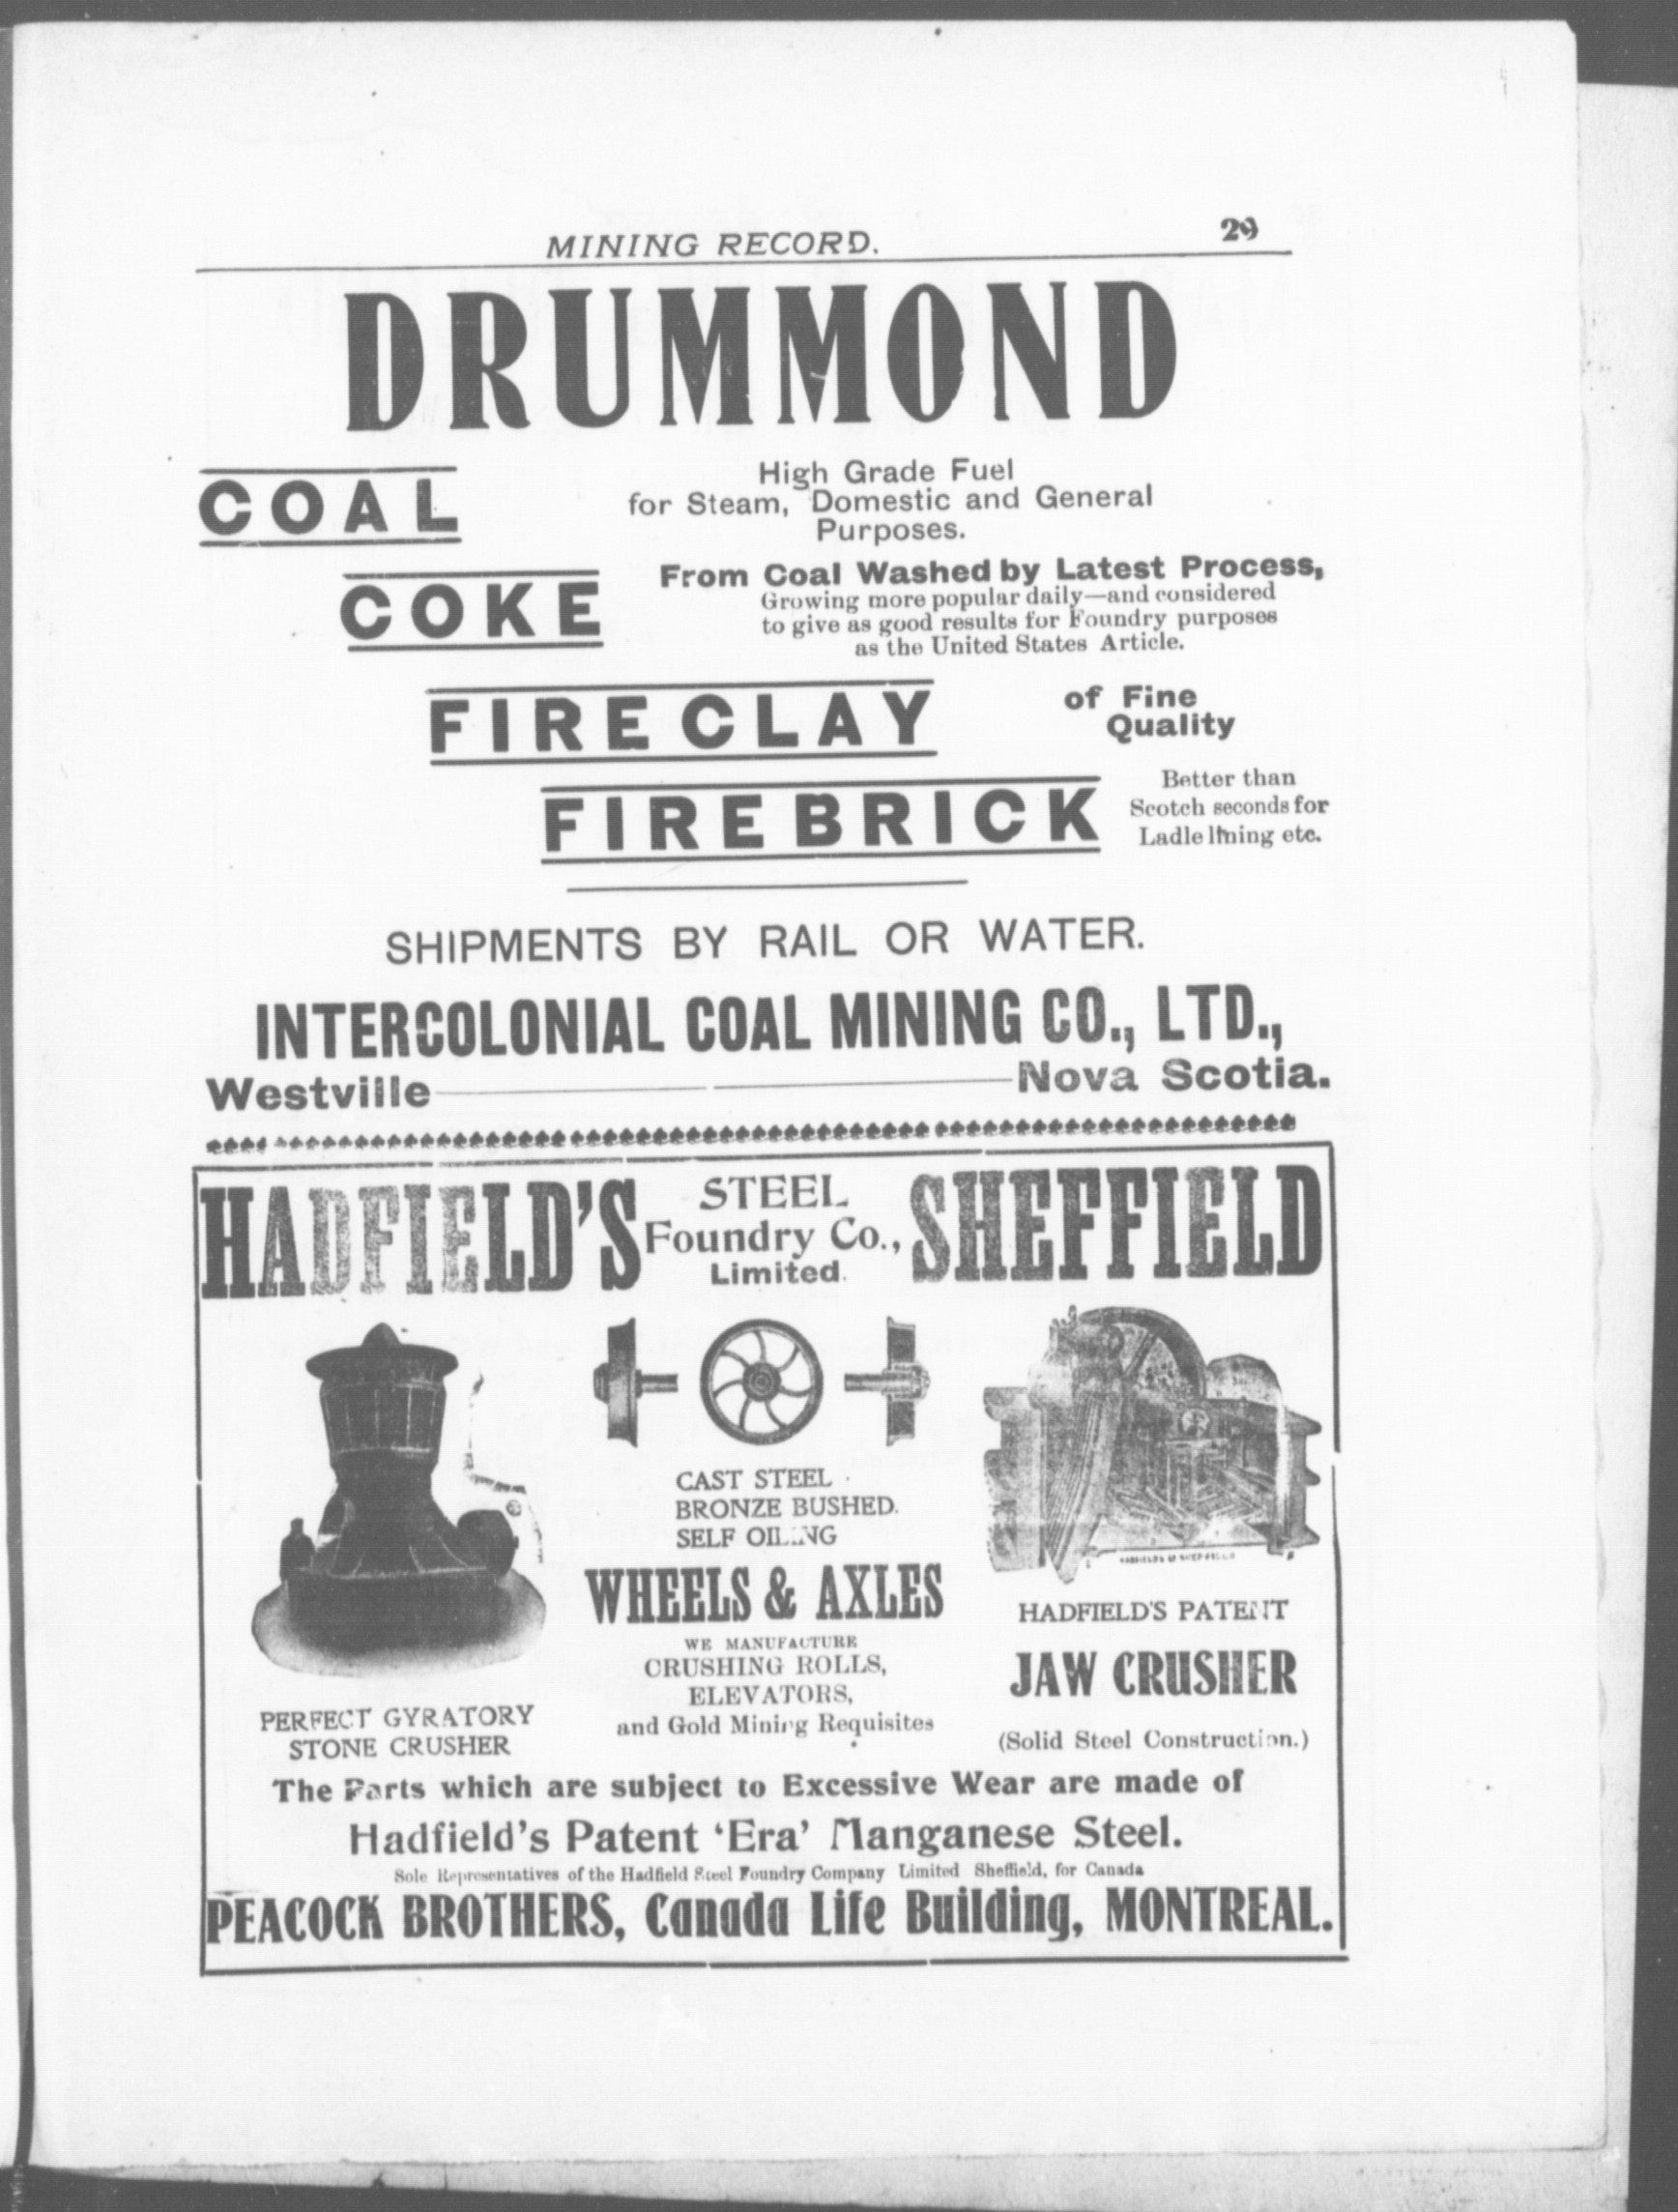 MINING RECORD. 29
DRUMMOND
COAL
High Grade Fuel
for Steam, Domestic and General
Purposes.
COKE
From Coal Washed by Latest Process,
Growing more popular daily—and considered
to give as good results for Foundry purposes
as the United States Article.
FIRECLAY
of Fine
Quality
FIREBRICK
Better than
Scotch seconds for
Ladle lining etc.
SHIPMENTS BY RAIL OR WATER.
INTERCOLONIAL COAL MINING CO., LTD.,
Westville Nova Scotia.
HADFIELD'S
STEEL
Foundry Co.,
Limited.
SHEFFIELD
CAST STEEL
BRONZE BUSHED.
SELF OILING
WHEELS & AXLES
WE MANUFACTURE
CRUSHING ROLLS,
ELEVATORS,
and Gold Mining Requisites
PERFECT GYRATORY
STONE CRUSHER
HADFIELD'S PATENT
JAW CRUSHER
(Solid Steel Construction.)
The Parts which are subject to Excessive Wear are made of
Hadfield's Patent 'Era' Manganese Steel.
Sole Representatives of the Hadfield Steel Foundry Company Limited Sheffield, for Canada
PEACOCK BROTHERS, Canada Life Building, MONTREAL.